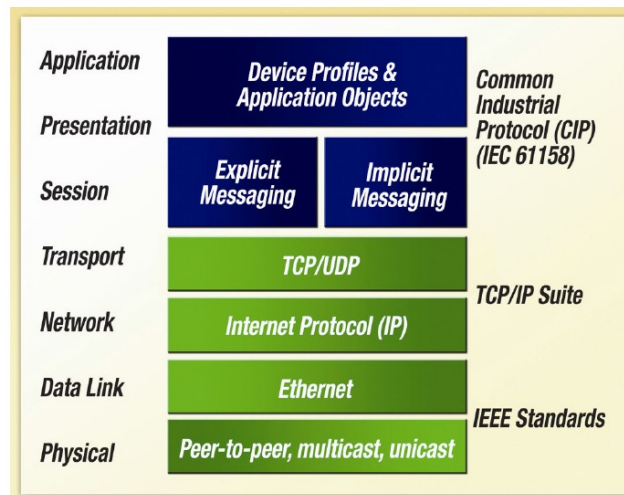 Application
Presentation
Session
Transport
Network
Data Link
Physical
Device Profiles &
Application Objects
Explicit
Messaging
Implicit
Messaging
TCP/UDP
Internet Protocol (IP)
Ethernet
Peer-to-peer, multicast, unicast
Common
Industrial
Protocol (CIP)
(IEC 61158)
TCP/IP Suite
IEEE Standards